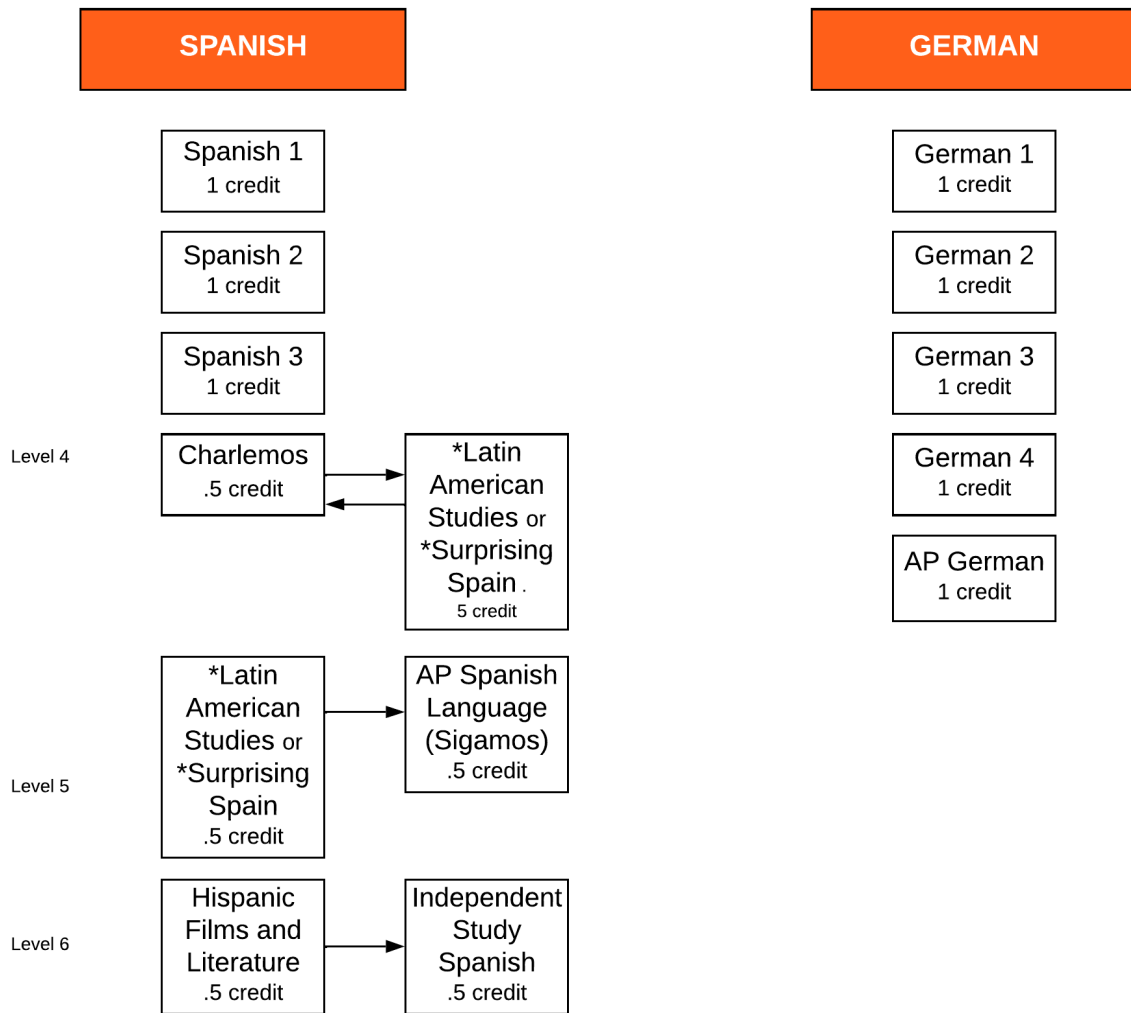 SPANISH
GERMAN
Spanish 1
1 credit
German 1
1 credit
Spanish 2
1 credit
German 2
1 credit
Spanish 3
1 credit
German 3
1 credit
Level 4
Charlemos
.5 credit
*Latin
American
Studies or
*Surprising
Spain .
5 credit
German 4
1 credit
AP German
1 credit
Level 5
*Latin
American
Studies or
*Surprising
Spain
.5 credit
AP Spanish
Language
(Sigamos)
.5 credit
Level 6
Hispanic
Films and
Literature
.5 credit
Independent
Study
Spanish
.5 credit